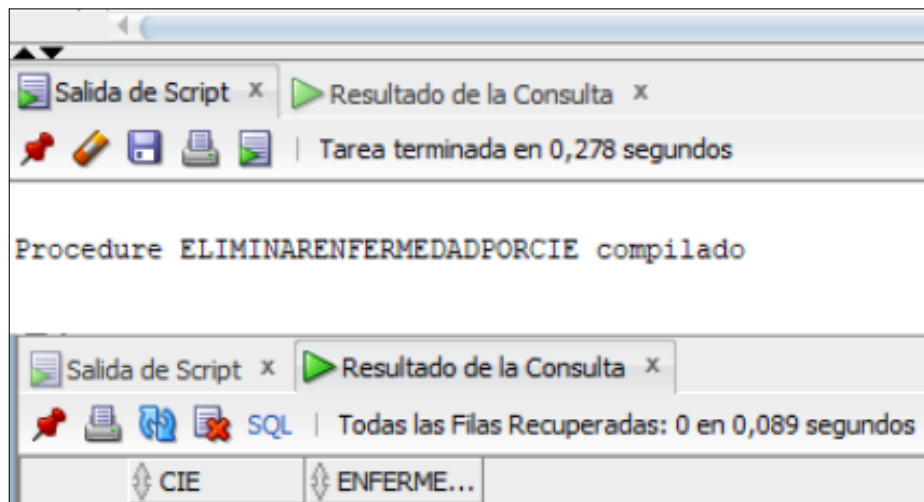 Salida de Script x Resultado de la Consulta x
Tarea terminada en 0,278 segundos
Procedure ELIMINARENFERMEDADPORCIE compilado
Salida de Script x Resultado de la Consulta x
SQL | Todas las Filas Recuperadas: 0 en 0,089 segundos
CIE ENFERME...